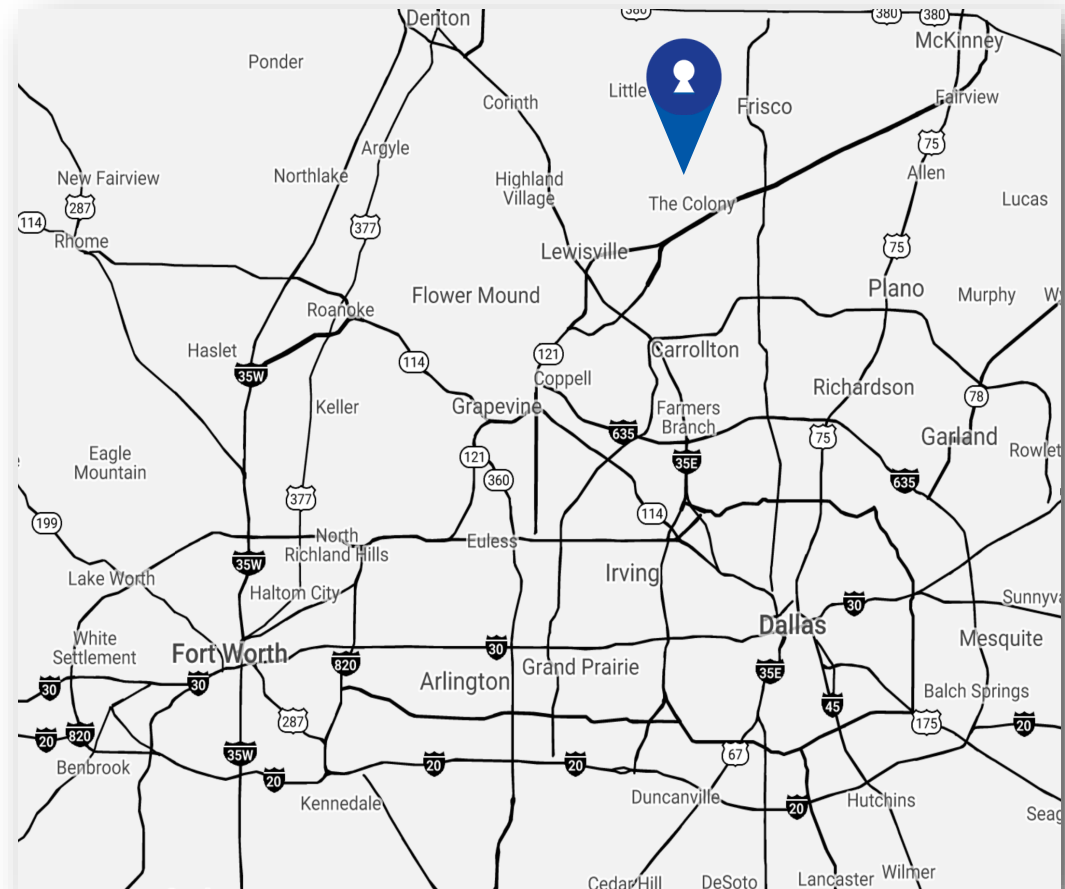 380
Denton
380
380
McKinney
Ponder
Little
Corinth
Frisco
Fairview
75
Argyle
Allen
New Fairview
Northlake
Highland
Village
287
The Colony
Lucas
114
377
Rhome
75
Lewisville
Plano
Flower Mound
Murphy
Roanoke
Haslet
121
Carrollton
114
35W
Coppell
Richardson
78
Keller
Grapevine
Farmers
Branch
635
75
Garland
Rowlet
Eagle
Mountain
121
35E
360
635
377
114
199
North
Richland Hills
Euless
35W
Irving
Lake Worth
Haltom City
30
Sunnyva
Dallas
White
Settlement
Fort Worth
30
Mesquite
820
Grand Prairie
35E
30
30
Arlington
Balch Springs
45
287
175
20
820
20
35W
67
Benbrook
20
20
20
Kennedale
Duncanville
20
Hutchins
Seag
Cedar Hill
DeSoto
Lancaster
Wilmer